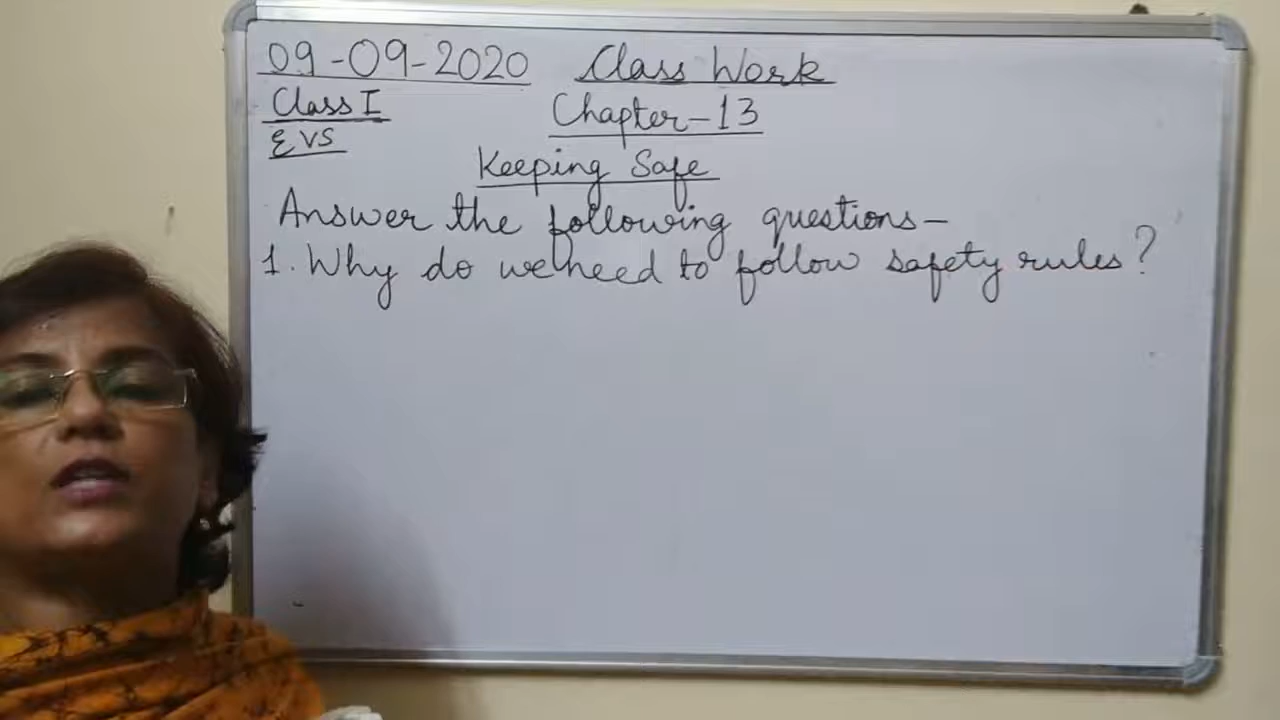 09-09-2020 Class Work
Class I Chapter-13
EVS
Keeping Safe
Answer the following questions-
1. Why do we need to follow safety rules?